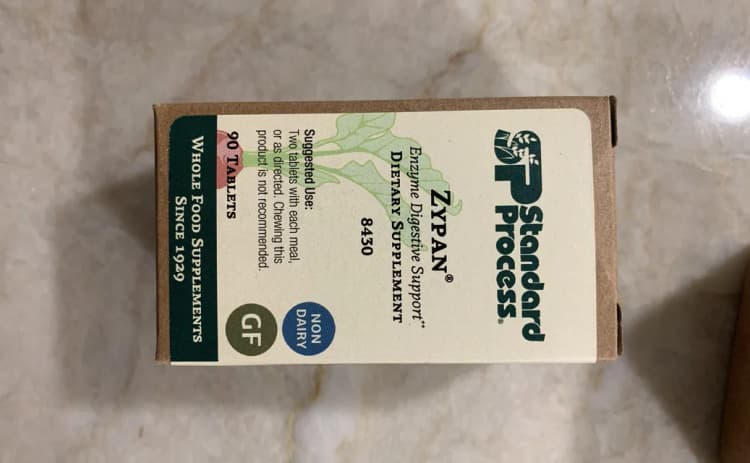 SP Standard
Process®
ZYPAN®
Enzyme Digestive Support**
DIETARY SUPPLEMENT
8430
Suggested Use:
Two tablets with each meal,
or as directed. Chewing this
product is not recommended.
90 TABLETS
NON
DAIRY
GF
WHOLE FOOD SUPPLEMENTS
SINCE 1929